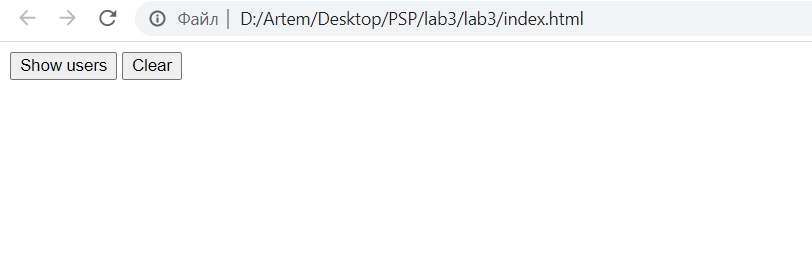 Файл D:/Artem/Desktop/PSP/lab3/lab3/index.html
Show users Clear